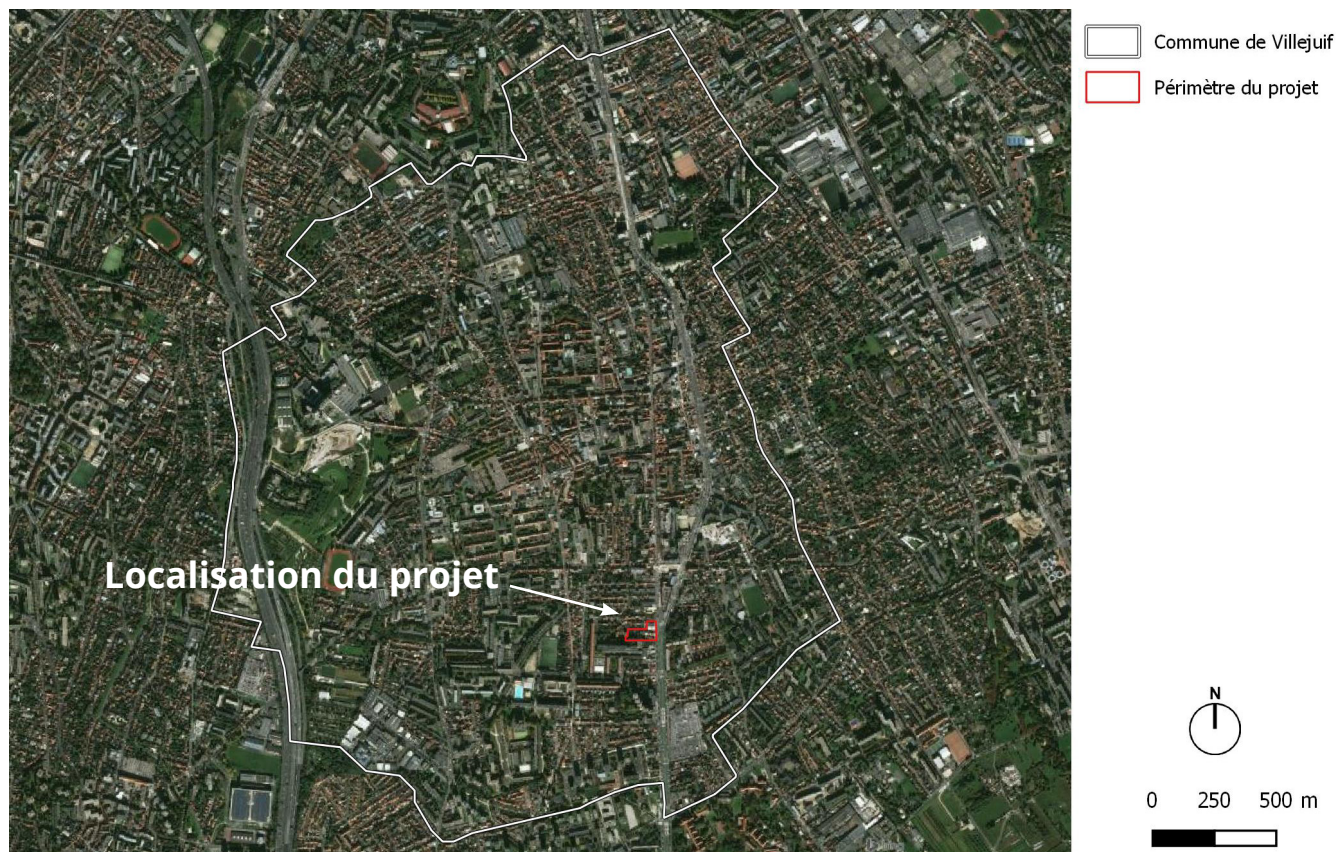 Commune de Villejuif
Périmètre du projet
Localisation du projet
N
0 250 500 m